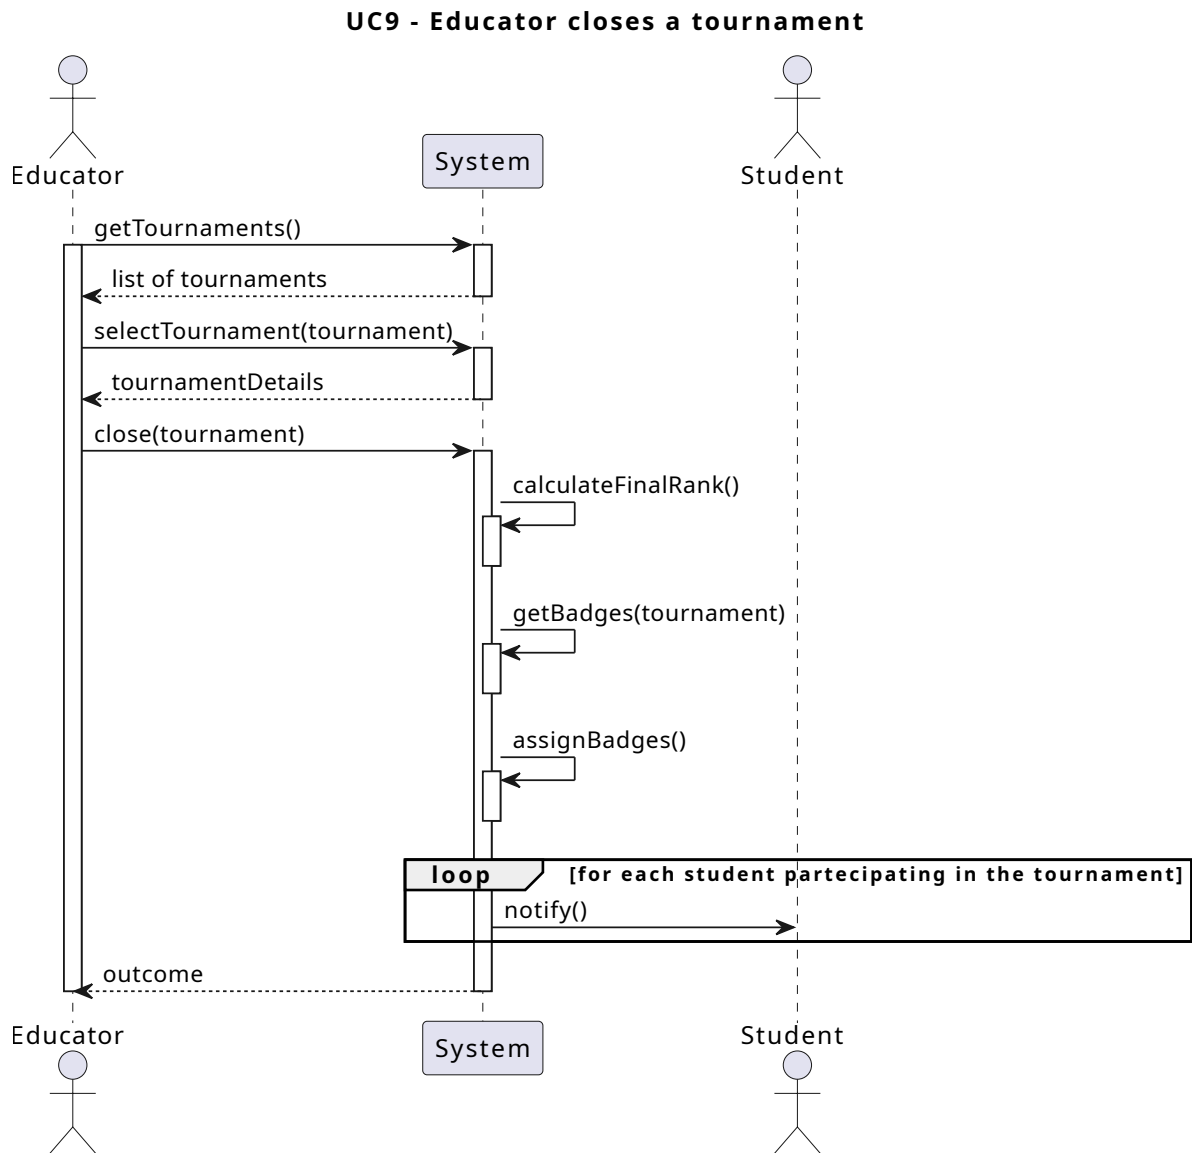 UC9 - Educator closes a tournament
Educator
System
Student
getTournaments()
list of tournaments
selectTournament(tournament)
tournamentDetails
close(tournament)
calculateFinalRank()
getBadges(tournament)
assignBadges()
loop [for each student partecipating in the tournament]
notify()
outcome
Educator
System
Student